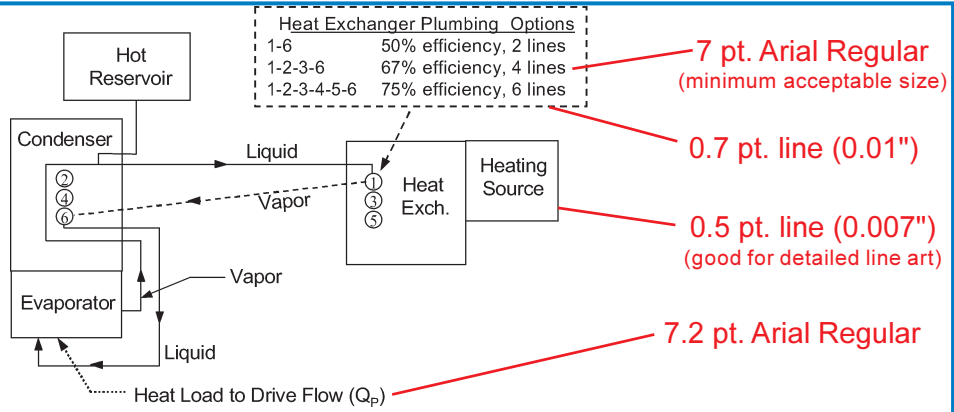 Heat Exchanger Plumbing Options
1-6 50% efficiency, 2 lines
1-2-3-6 67% efficiency, 4 lines
1-2-3-4-5-6 75% efficiency, 6 lines
7 pt. Arial Regular
(minimum acceptable size)
0.7 pt. line (0.01")
0.5 pt. line (0.007")
(good for detailed line art)
7.2 pt. Arial Regular
Hot
Reservoir
Condenser
2
4
6
Liquid
Vapor
1
3
5
Heat
Exch.
Heating
Source
Evaporator
Vapor
Liquid
Heat Load to Drive Flow (Qₚ)